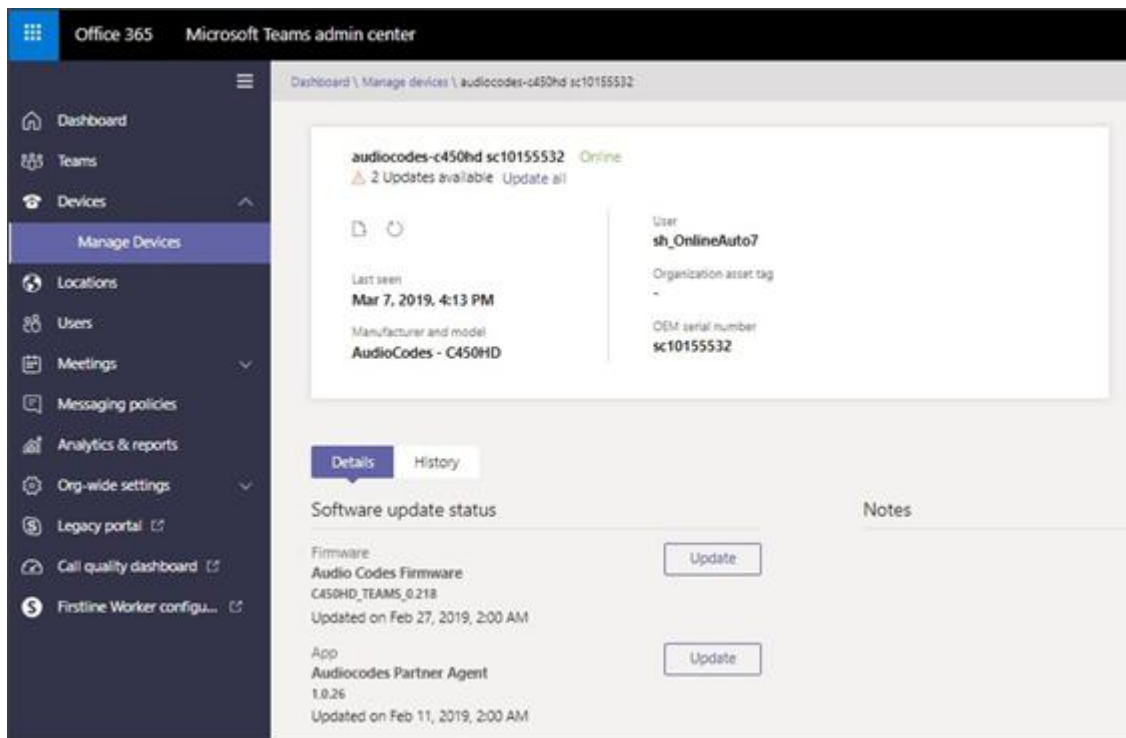 Office 365 Microsoft Teams admin center
Dashboard \ Manage devices \ audiocodes-c450hd sc10155532
Dashboard
Teams
Devices
Manage Devices
Locations
Users
Meetings
Messaging policies
Analytics & reports
Org-wide settings
Legacy portal
Call quality dashboard
Firstline Worker configu...
audiocodes-c450hd sc10155532 Online
2 Updates available Update all
Last seen
Mar 7, 2019, 4:13 PM
Manufacturer and model
AudioCodes - C450HD
User
sh_OnlineAuto7
Organization asset tag
-
OEM serial number
sc10155532
Details History
Software update status
Firmware
Audio Codes Firmware
C450HD_TEAMS_0.218
Updated on Feb 27, 2019, 2:00 AM
Update
App
Audiocodes Partner Agent
1.0.26
Updated on Feb 11, 2019, 2:00 AM
Update
Notes